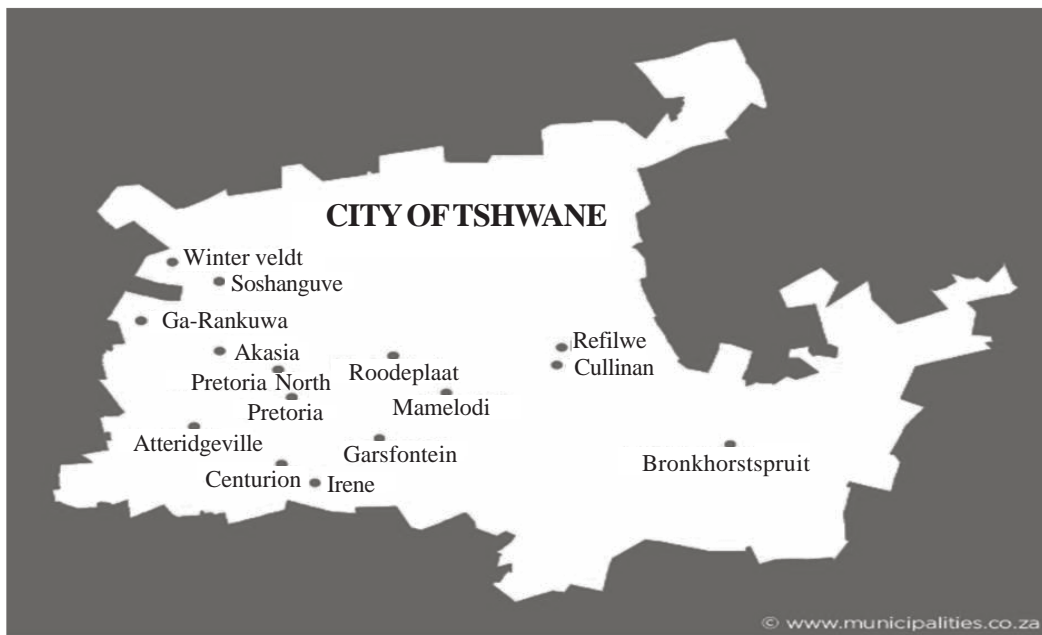 CITY OF TSHWANE
Winter veldt
Soshanguve
Ga-Rankuwa
Refilwe
Akasia
Roodeplaat
Cullinan
Pretoria North
Mamelodi
Pretoria
Atteridgeville
Garsfontein
Bronkhorstspruit
Centurion
Irene
© www.municipalities.co.za